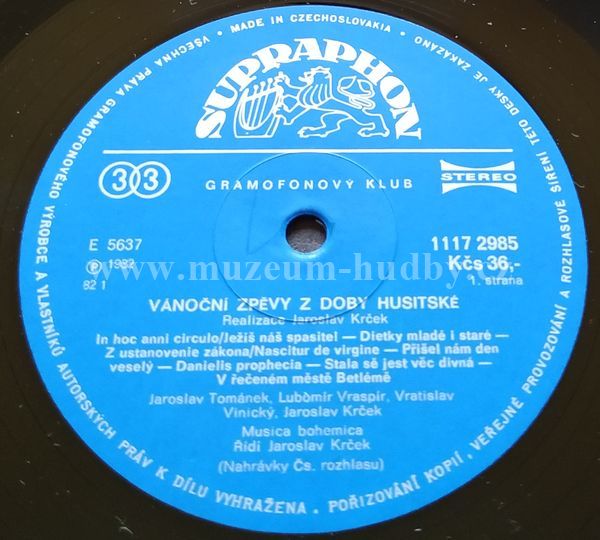 VŠECHNA PRÁVA GRAMOFONOVÉHO VÝROBCE A VLASTNÍKŮ AUTORSKÝCH PRÁV K DÍLU VYHRAŽENA. POŘIZOVÁNÍ KOPIÍ, VEŘEJNÉ PROVOZOVÁNÍ A ROZHLASOVÉ ŠÍŘENÍ TÉTO DESKY JE ZAKÁZÁNO
• MADE IN CZECHOSLOVAKIA •
SUPRAPHON
33
GRAMOFONOVÝ KLUB
STEREO
E 5637
1117 2985
Ⓟ 1982
Kčs 36,-
82 1
1. strana
www.muzeum-hudby.cz
VÁNOČNÍ ZPĚVY Z DOBY HUSITSKÉ
Realizace Jaroslav Krček
In hoc anni circulo/Ježíš náš spasitel — Dietky mladé i staré —
Z ustanovenie zákona/Nascitur de virgine — Přišel nám den
veselý — Danielis prophecia — Stala sě jest věc divná —
V řečeném městě Betlémě
Jaroslav Tománek, Lubomír Vraspír, Vratislav
Vinický, Jaroslav Krček
Musica bohemica
Řídí Jaroslav Krček
(Nahrávky Čs. rozhlasu)